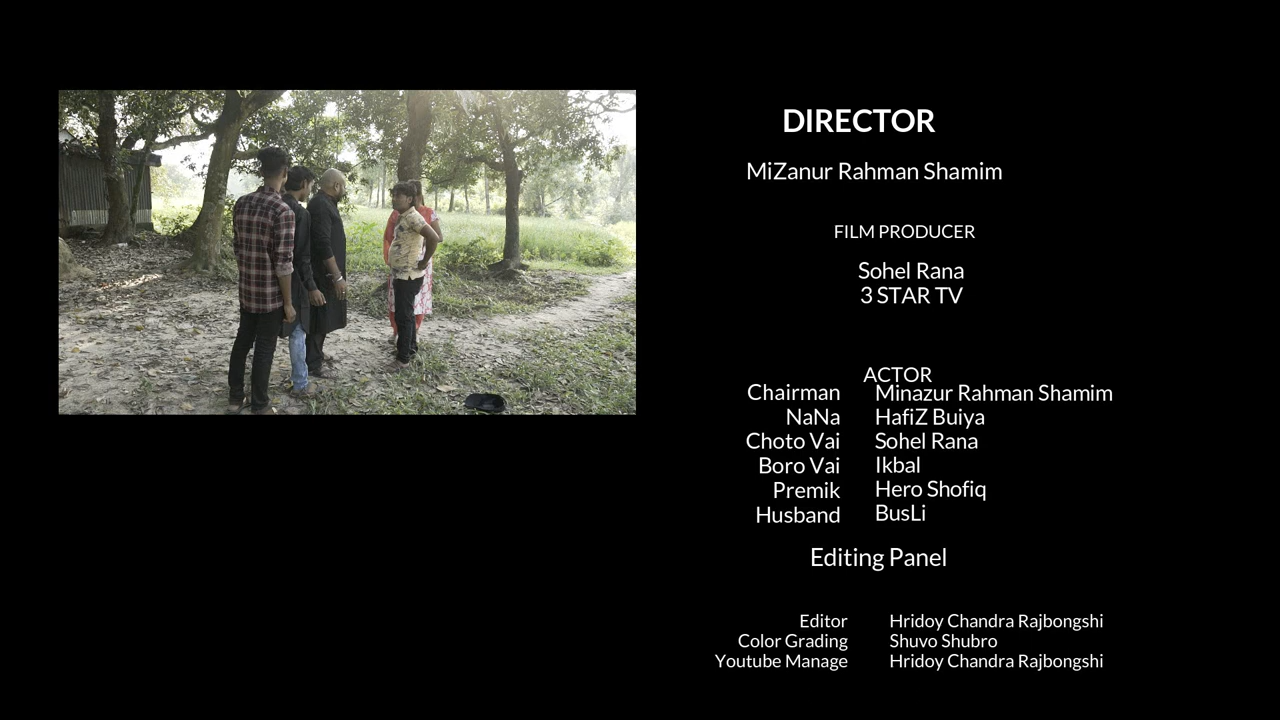 DIRECTOR
MiZanur Rahman Shamim
FILM PRODUCER
Sohel Rana
3 STAR TV
ACTOR
Chairman Minazur Rahman Shamim
NaNa HafiZ Buiya
Choto Vai Sohel Rana
Boro Vai Ikbal
Premik Hero Shofiq
Husband BusLi
Editing Panel
Editor Hridoy Chandra Rajbongshi
Color Grading Shuvo Shubro
Youtube Manage Hridoy Chandra Rajbongshi